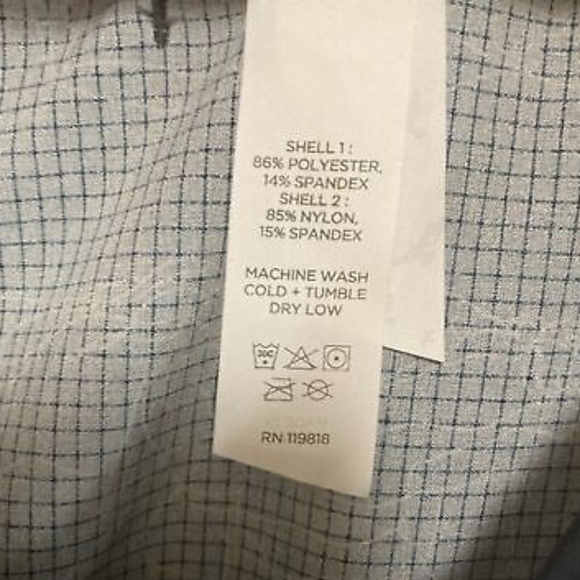 SHELL 1 :
86% POLYESTER,
14% SPANDEX
SHELL 2 :
85% NYLON,
15% SPANDEX
MACHINE WASH
COLD + TUMBLE
DRY LOW
30C
RN 119818